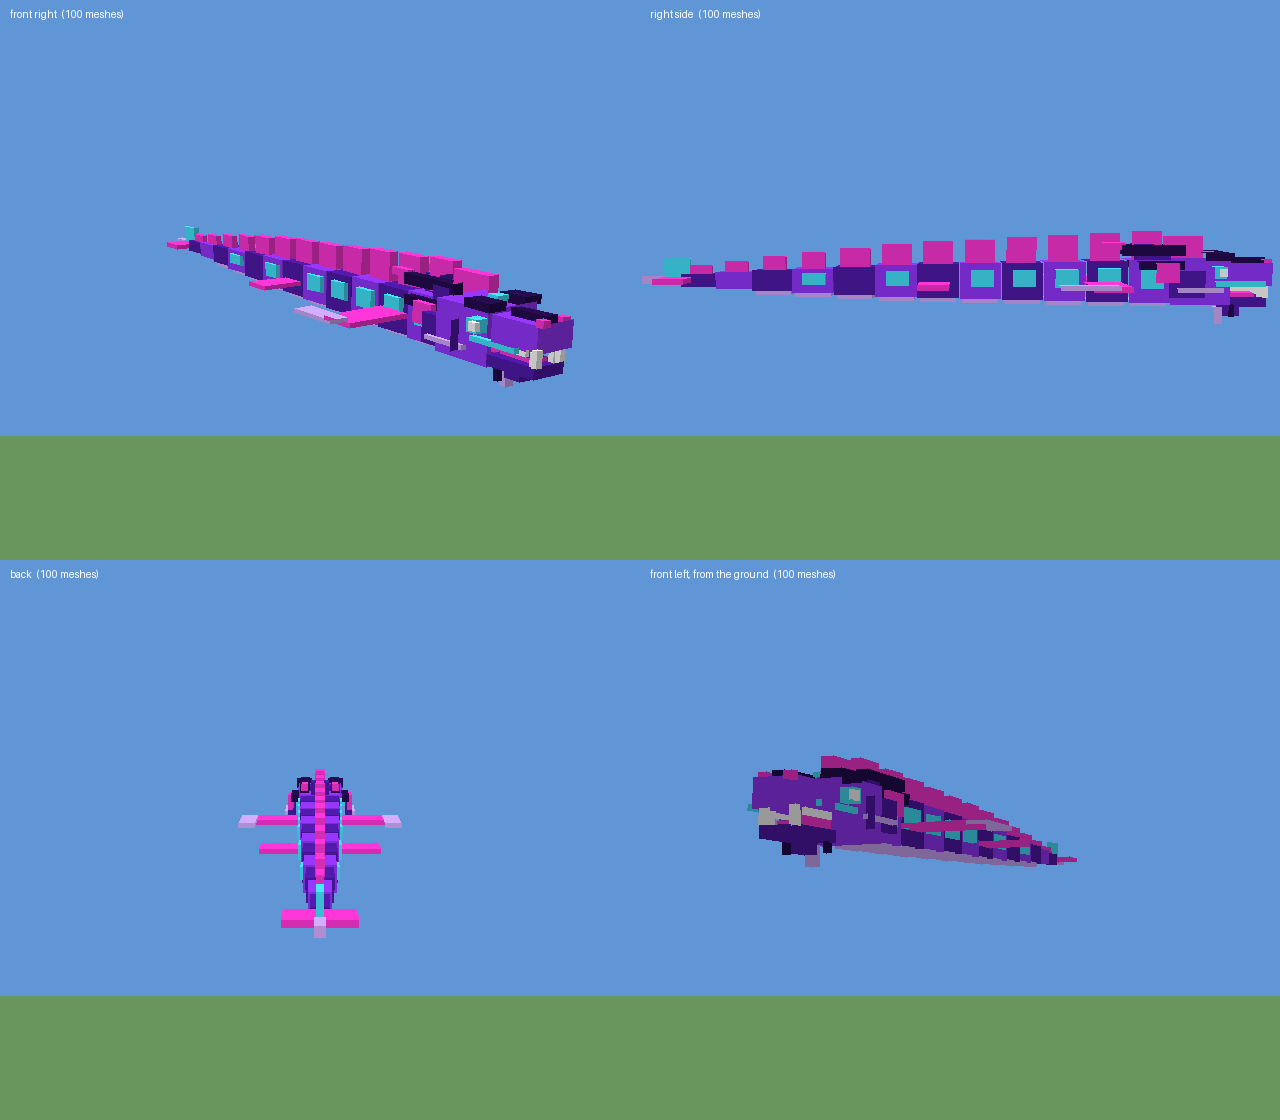 front right (100 meshes)
right side (100 meshes)
back (100 meshes)
front left, from the ground (100 meshes)